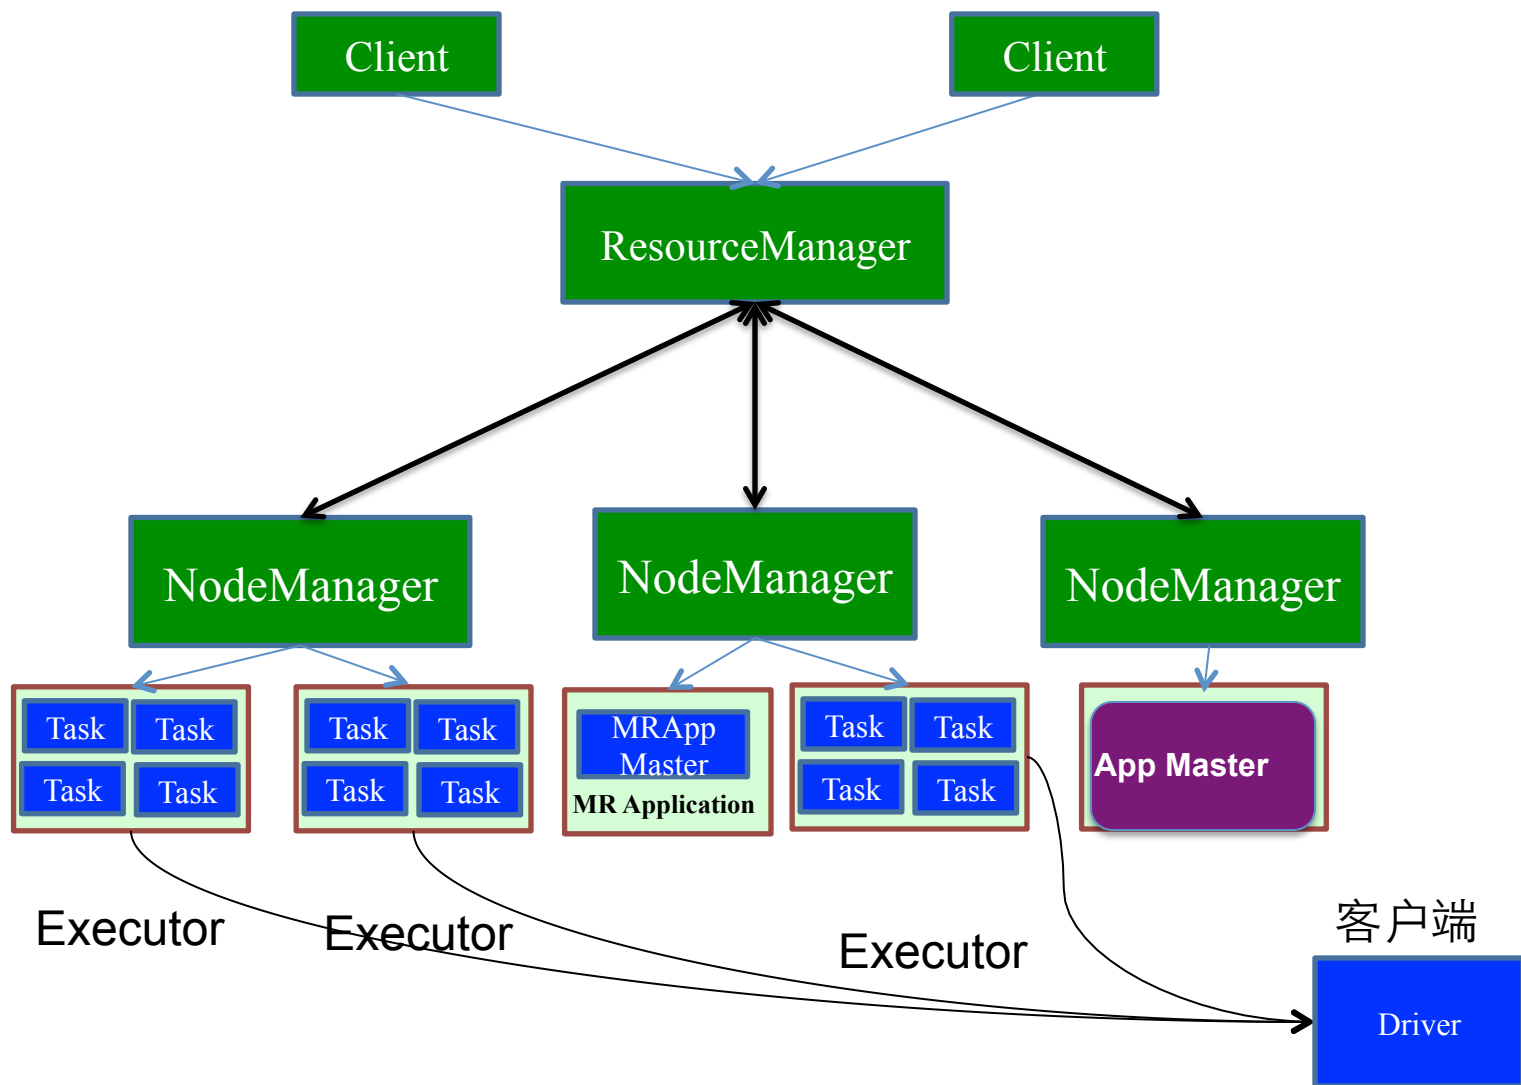 Client
Client
ResourceManager
NodeManager
NodeManager
NodeManager
Task
Task
Task
Task
Task
Task
Task
Task
MRApp
Master
MR Application
Task
Task
Task
Task
App Master
Executor
Executor
Executor
客户端
Driver